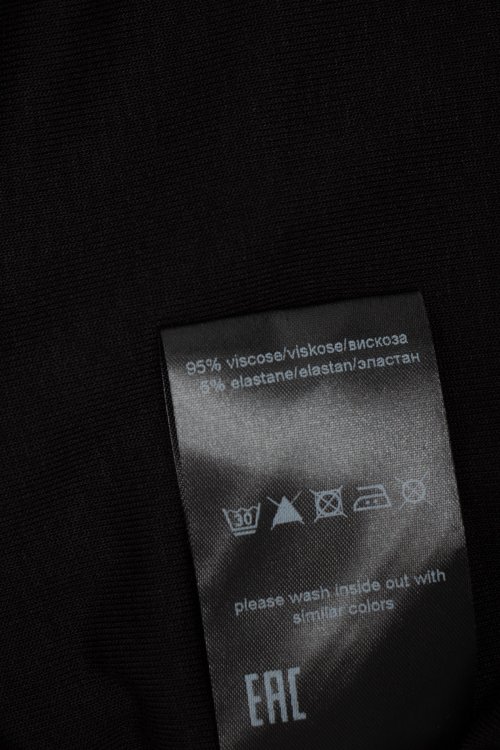 95% viscose/viskose/вискоза
5% elastane/elastan/эластан
30
please wash inside out with
similar colors
EAC